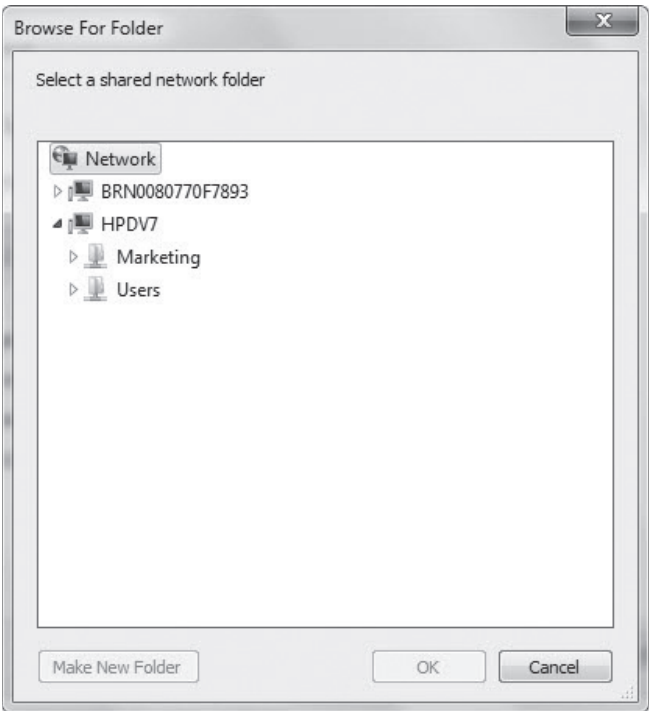 Browse For Folder
Select a shared network folder
Network
BRN0080770F7893
HPDV7
Marketing
Users
Make New Folder
OK
Cancel